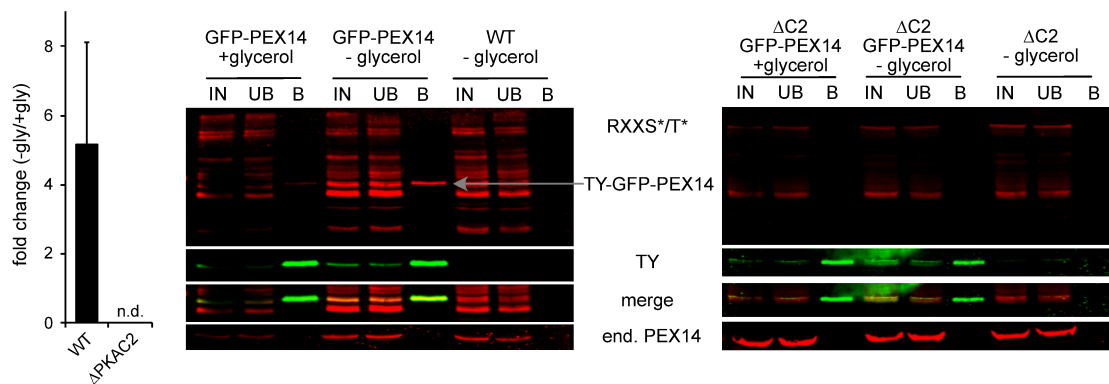 fold change (-gly/+gly)
8
6
4
2
0
n.d.
WT
ΔPKAC2
GFP-PEX14
+glycerol
GFP-PEX14
- glycerol
WT
- glycerol
IN UB B IN UB B IN UB B
RXXS*/T*
TY-GFP-PEX14
TY
merge
end. PEX14
ΔC2
GFP-PEX14
+glycerol
ΔC2
GFP-PEX14
- glycerol
ΔC2
- glycerol
IN UB B IN UB B IN UB B